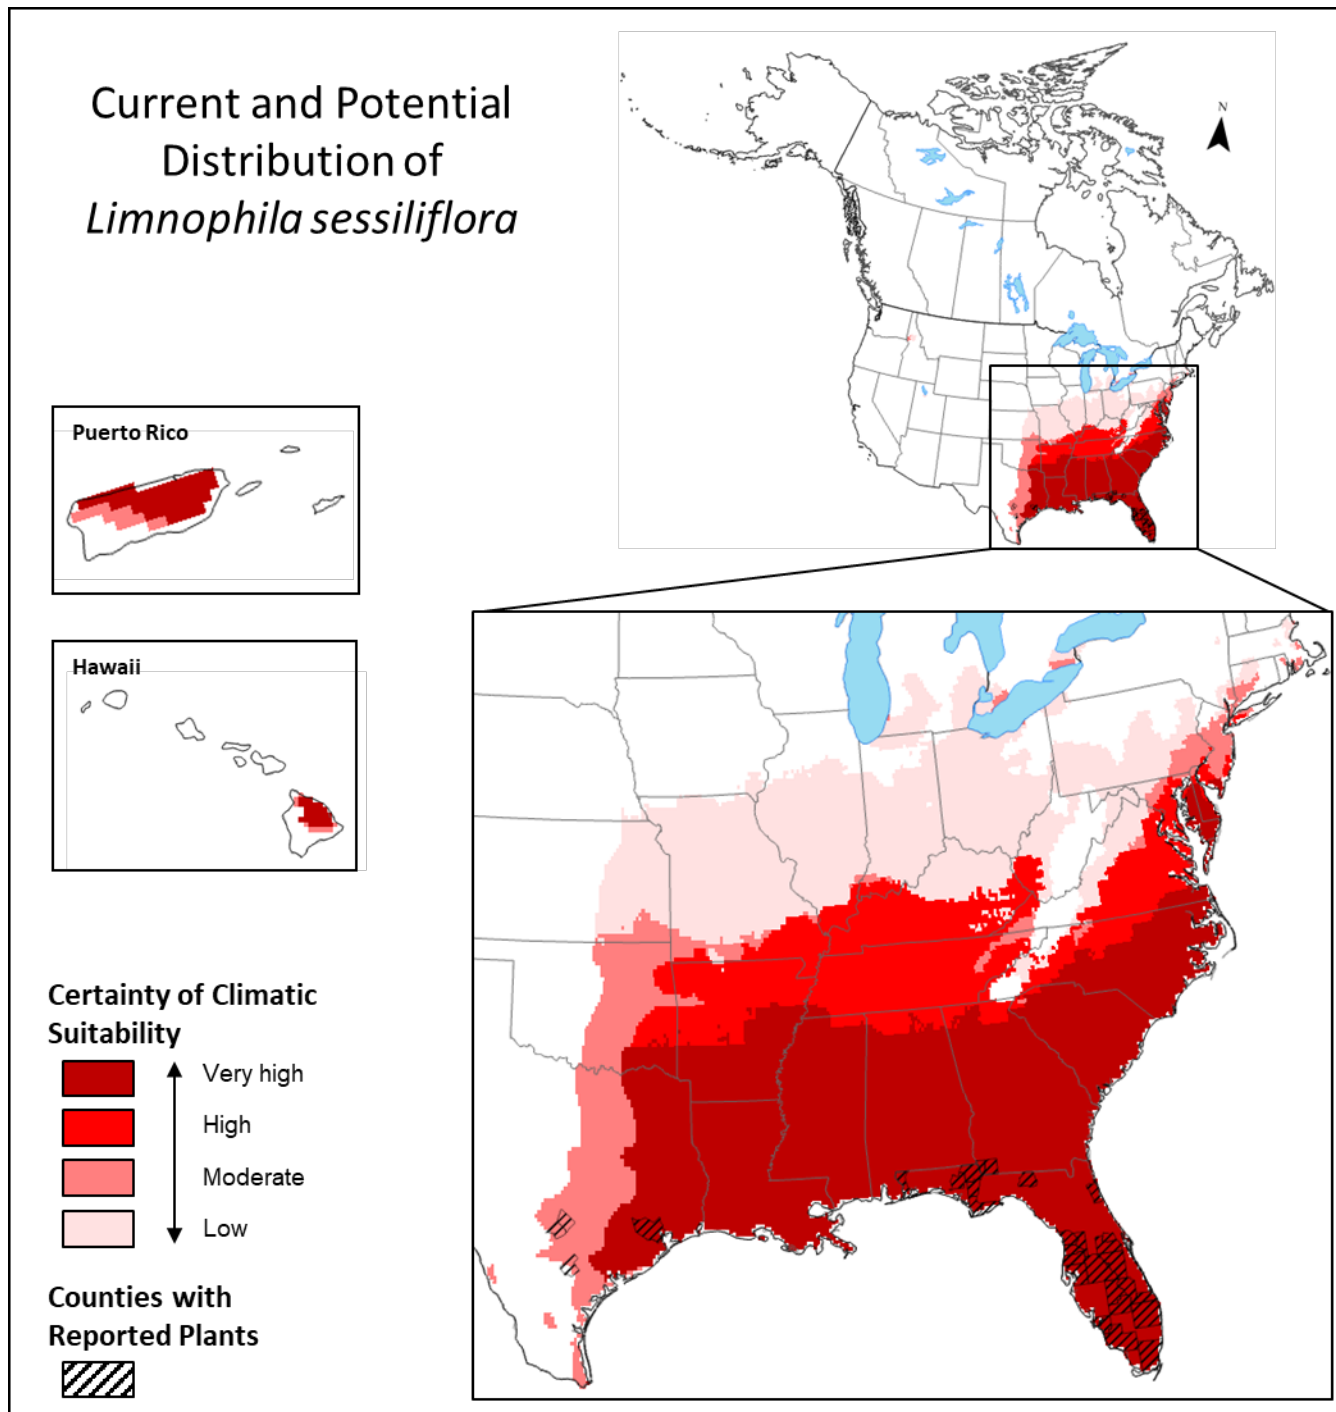 Current and Potential
Distribution of
Limnophila sessiliflora
N
Puerto Rico
Hawaii
Certainty of Climatic
Suitability
Very high
High
Moderate
Low
Counties with
Reported Plants